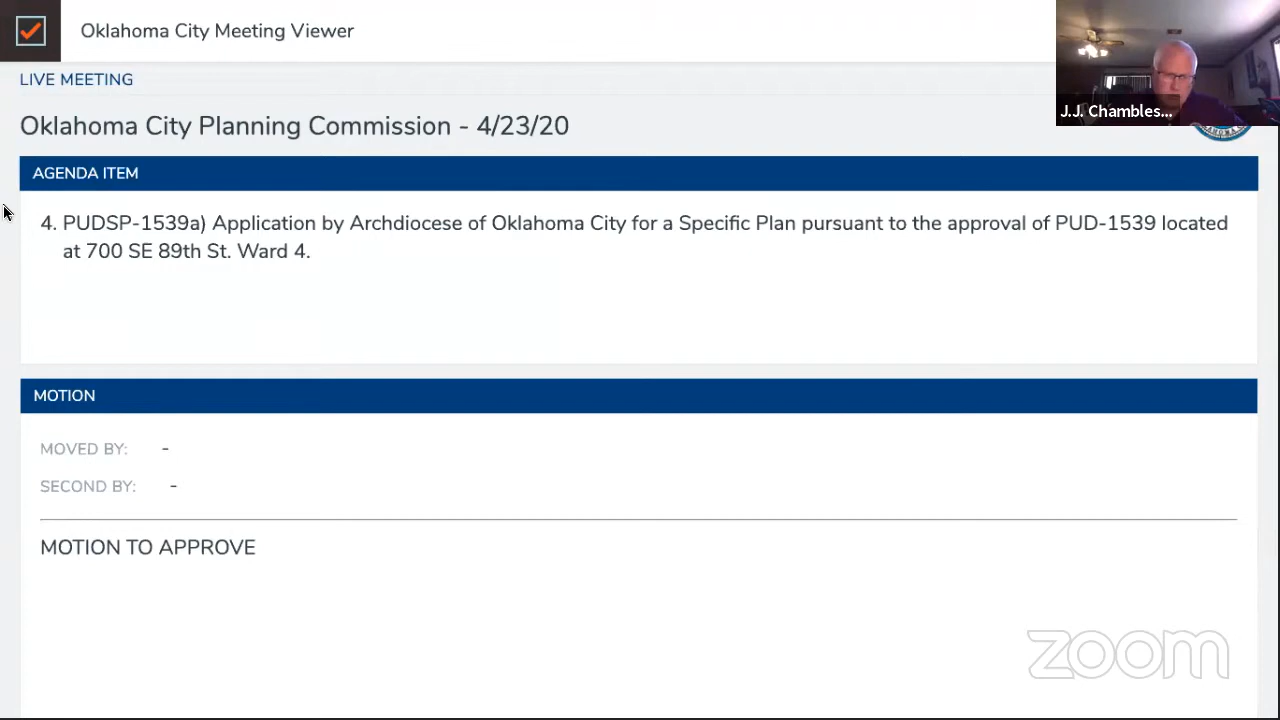 Oklahoma City Meeting Viewer
LIVE MEETING
J.J. Chambles...
Oklahoma City Planning Commission - 4/23/20
AGENDA ITEM
4. PUDSP-1539a) Application by Archdiocese of Oklahoma City for a Specific Plan pursuant to the approval of PUD-1539 located
at 700 SE 89th St. Ward 4.
MOTION
MOVED BY: -
SECOND BY: -
MOTION TO APPROVE
zoom